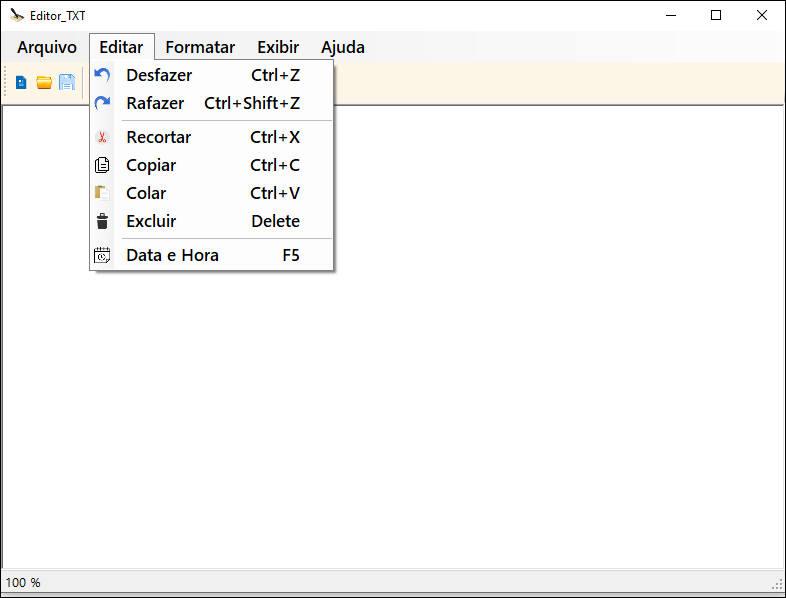 Editor_TXT
Arquivo Editar Formatar Exibir Ajuda
Desfazer Ctrl+Z
Rafazer Ctrl+Shift+Z
Recortar Ctrl+X
Copiar Ctrl+C
Colar Ctrl+V
Excluir Delete
Data e Hora F5
100 %